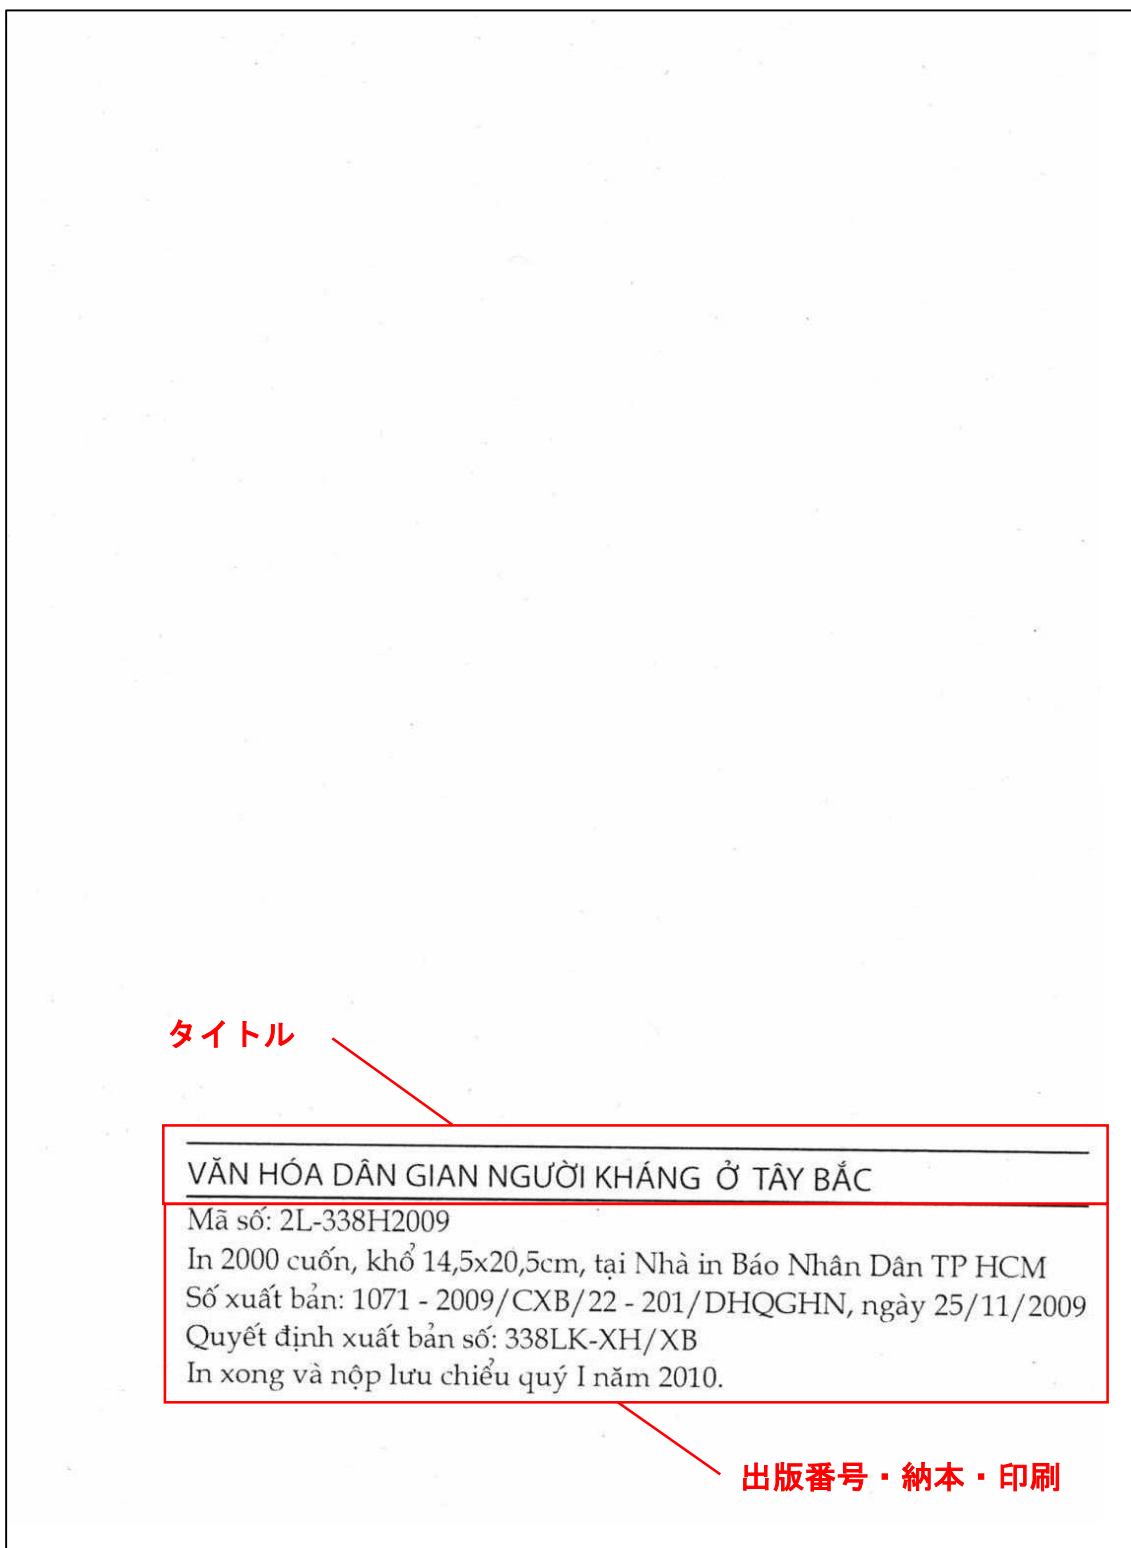 タイトル
VĂN HÓA DÂN GIAN NGƯỜI KHÁNG Ở TÂY BẮC
Mã số: 2L-338H2009
In 2000 cuốn, khổ 14,5x20,5cm, tại Nhà in Báo Nhân Dân TP HCM
Số xuất bản: 1071 - 2009/CXB/22 - 201/DHQGHN, ngày 25/11/2009
Quyết định xuất bản số: 338LK-XH/XB
In xong và nộp lưu chiểu quý I năm 2010.
出版番号・納本・印刷